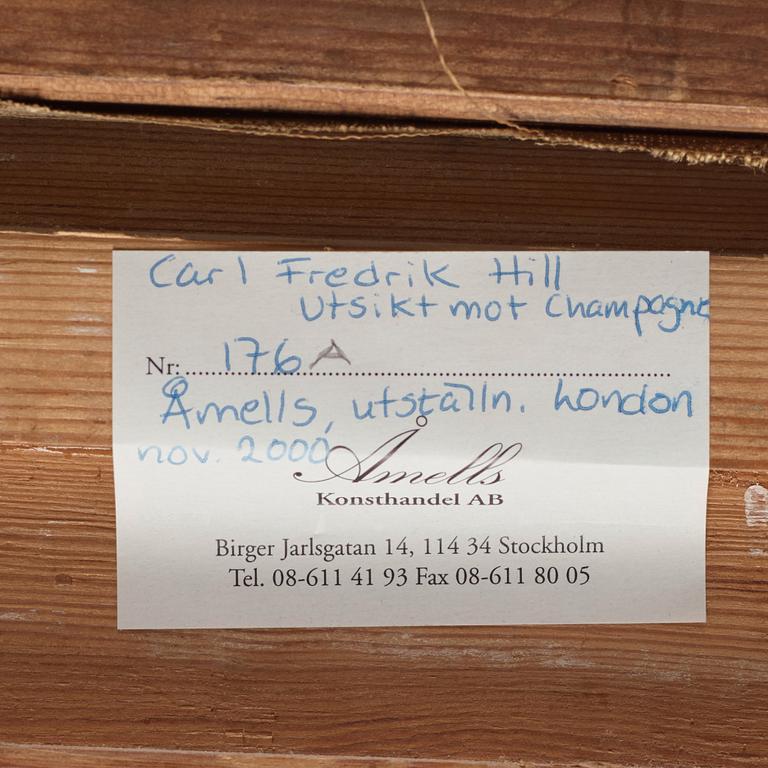 Carl Fredrik Hill
Utsikt mot Champagne
Nr: 176 A
Åmells, utställn. London
nov. 2000
Åmells
Konsthandel AB
Birger Jarlsgatan 14, 114 34 Stockholm
Tel. 08-611 41 93 Fax 08-611 80 05